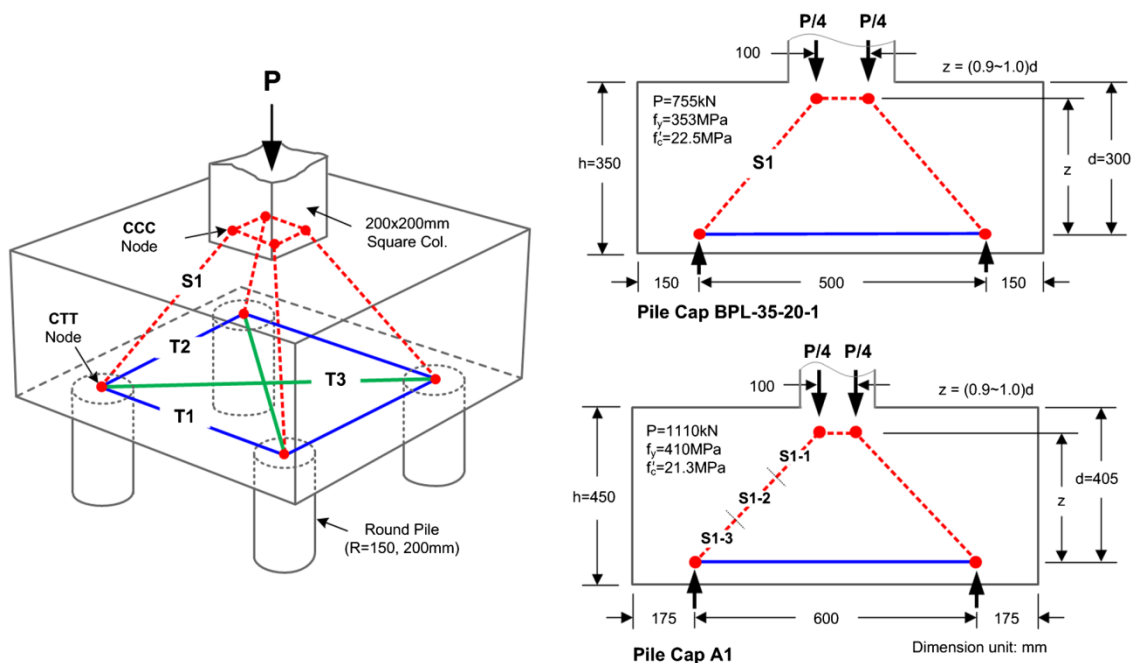 P
CCC
Node
200x200mm
Square Col.
S1
CTT
Node
T2
T3
T1
Round Pile
(R=150, 200mm)
P/4 P/4
100
z = (0.9~1.0)d
P=755kN
fy=353MPa
f'c=22.5MPa
S1
h=350
z
d=300
150 500 150
Pile Cap BPL-35-20-1
P/4 P/4
100
z = (0.9~1.0)d
P=1110kN
fy=410MPa
f'c=21.3MPa
S1-1
S1-2
S1-3
h=450
z
d=405
175 600 175
Pile Cap A1
Dimension unit: mm